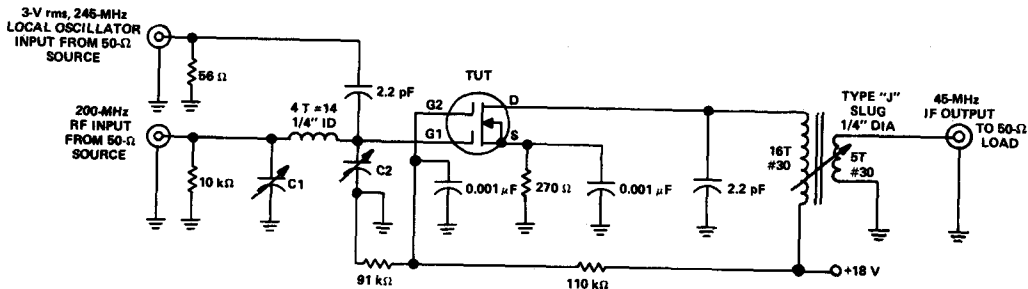 3-V rms, 245-MHz
LOCAL OSCILLATOR
INPUT FROM 50-Ω
SOURCE
56 Ω
2.2 pF
TUT
200-MHz
RF INPUT
FROM 50-Ω
SOURCE
4 T #14
1/4" ID
G2
G1
D
S
10 kΩ
C1
C2
0.001 μF
270 Ω
0.001 μF
2.2 pF
16T
#30
TYPE "J"
SLUG
1/4" DIA
5T
#30
45-MHz
IF OUTPUT
TO 50-Ω
LOAD
91 kΩ
110 kΩ
+18 V